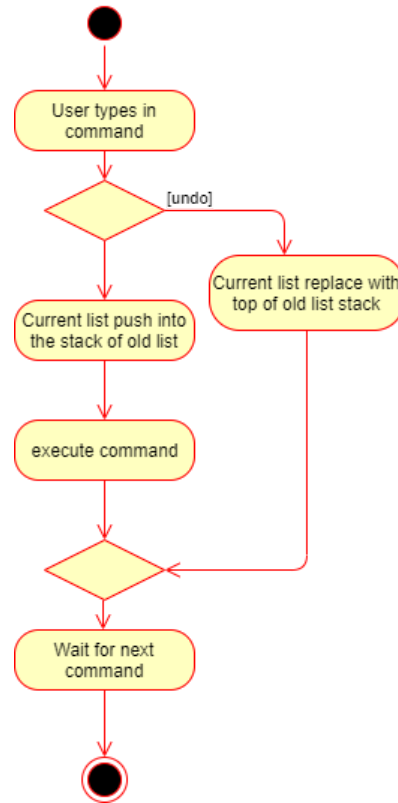 User types in
command
[undo]
Current list replace with
top of old list stack
Current list push into
the stack of old list
execute command
Wait for next
command